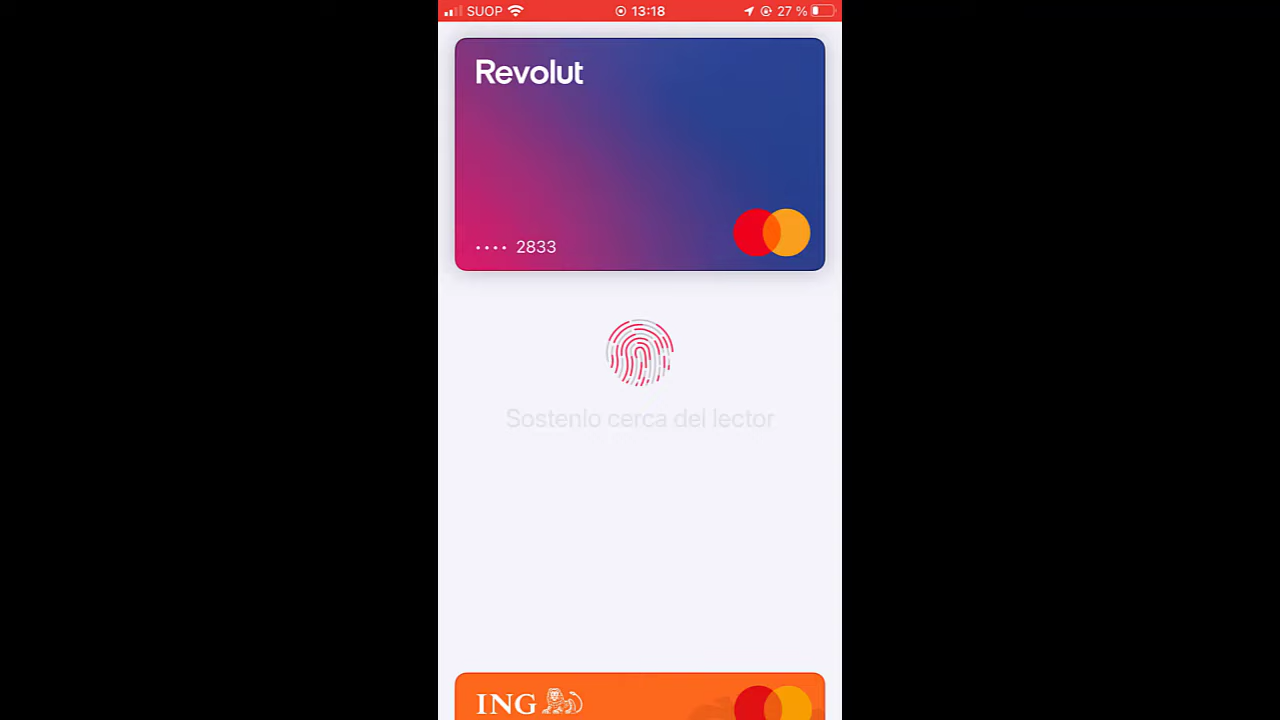 SUOP 13:18 27 %
Revolut
•••• 2833
Sostenlo cerca del lector
ING